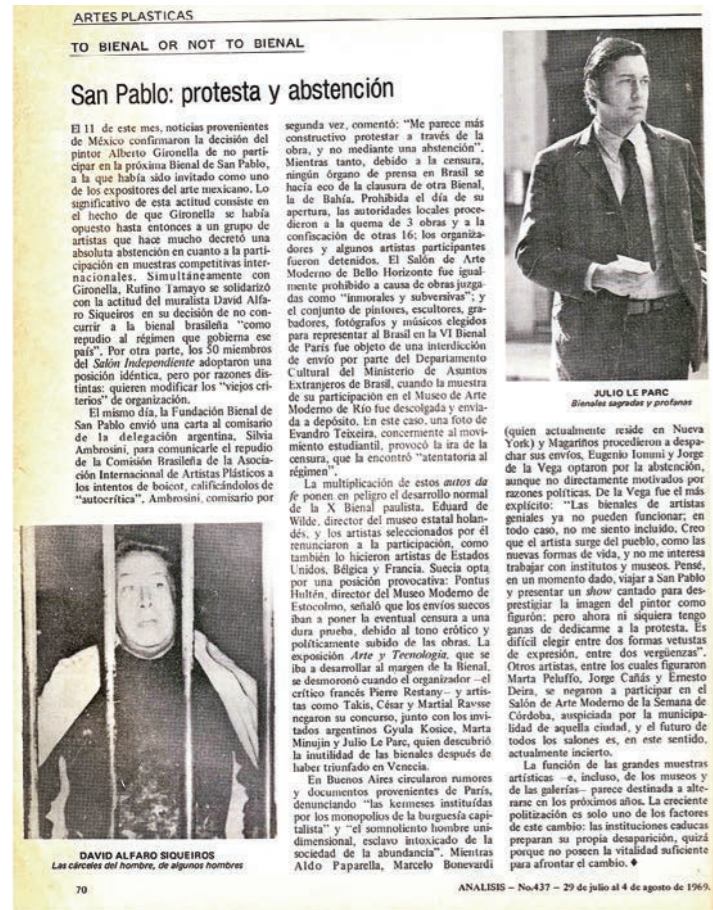 ARTES PLASTICAS
TO BIENAL OR NOT TO BIENAL
San Pablo: protesta y abstención
El 11 de este mes, noticias provenientes
de México confirmaron la decisión del
pintor Alberto Gironella de no parti-
cipar en la próxima Bienal de San Pablo,
a la que había sido invitado como uno
de los expositores del arte mexicano. Lo
significativo de esta actitud consiste en
el hecho de que Gironella se había
opuesto hasta entonces a un grupo de
artistas que hace mucho decretó una
absoluta abstención en cuanto a la parti-
cipación en muestras competitivas inter-
nacionales. Simultáneamente con
Gironella, Rufino Tamayo se solidarizó
con la actitud del muralista David Alfa-
ro Siqueiros en su decisión de no con-
currir a la bienal brasileña “como
repudio al régimen que gobierna ese
país”. Por otra parte, los 50 miembros
del Salón Independiente adoptaron una
posición idéntica, pero por razones dis-
tintas: quieren modificar los “viejos cri-
terios” de organización.
El mismo día, la Fundación Bienal de
San Pablo envió una carta al comisario
de la delegación argentina, Silvia
Ambrosini, para comunicarle el repudio
de la Comisión Brasileña de la Asocia-
ción Internacional de Artistas Plásticos a
los intentos de boicot, calificándolos de
“autocrítica”. Ambrosini, comisario por
DAVID ALFARO SIQUEIROS
Las cárceles del hombre, de algunos hombres
segunda vez, comentó: “Me parece más
constructivo protestar a través de la
obra, y no mediante una abstención”.
Mientras tanto, debido a la censura,
ningún órgano de prensa en Brasil se
hacía eco de la clausura de otra Bienal,
la de Bahía. Prohibida el día de su
apertura, las autoridades locales proce-
dieron a la quema de 3 obras y a la
confiscación de otras 16; los organiza-
dores y algunos artistas participantes
fueron detenidos. El Salón de Arte
Moderno de Bello Horizonte fue igual-
mente prohibido a causa de obras juzga-
das como “inmorales y subversivas”; y
el conjunto de pintores, escultores, gra-
badores, fotógrafos y músicos elegidos
para representar al Brasil en la VI Bienal
de París fue objeto de una interdicción
de envío por parte del Departamento
Cultural del Ministerio de Asuntos
Extranjeros de Brasil, cuando la muestra
de su participación en el Museo de Arte
Moderno de Río fue descolgada y envia-
da a depósito. En este caso, una foto de
Evandro Teixeira, concerniente al movi-
miento estudiantil, provocó la ira de la
censura, que la encontró “atentatoria al
régimen”.
La multiplicación de estos autos da
fe ponen en peligro el desarrollo normal
de la X Bienal paulista. Eduard de
Wilde, director del museo estatal holan-
dés, y los artistas seleccionados por él
renunciaron a la participación, como
también lo hicieron artistas de Estados
Unidos, Bélgica y Francia. Suecia opta
por una posición provocativa: Pontus
Hultén, director del Museo Moderno de
Estocolmo, señaló que los envíos suecos
iban a poner la eventual censura a una
dura prueba, debido al tono erótico y
políticamente subido de las obras. La
exposición Arte y Tecnología, que se
iba a desarrollar al margen de la Bienal,
se desmoronó cuando el organizador —el
crítico francés Pierre Restany— y artis-
tas como Takis, César y Martial Raysse
negaron su concurso, junto con los invi-
tados argentinos Gyula Kosice, Marta
Minujin y Julio Le Parc, quien descubrió
la inutilidad de las bienales después de
haber triunfado en Venecia.
En Buenos Aires circularon rumores
y documentos provenientes de París,
denunciando “las kermeses instituídas
por los monopolios de la burguesía capi-
talista” y “el somnoliento hombre uni-
dimensional, esclavo intoxicado de la
sociedad de la abundancia”. Mientras
Aldo Paparella, Marcelo Bonevardi
JULIO LE PARC
Bienales sagradas y profanas
(quien actualmente reside en Nueva
York) y Magariños procedieron a despa-
char sus envíos, Eugenio Iommi y Jorge
de la Vega optaron por la abstención,
aunque no directamente motivados por
razones políticas. De la Vega fue el más
explícito: “Las bienales de artistas
geniales ya no pueden funcionar; en
todo caso, no me siento incluído. Creo
que el artista surge del pueblo, como las
nuevas formas de vida, y no me interesa
trabajar con institutos y museos. Pensé,
en un momento dado, viajar a San Pablo
y presentar un show cantado para des-
prestigiar la imagen del pintor como
figurón; pero ahora ni siquiera tengo
ganas de dedicarme a la protesta. Es
difícil elegir entre dos formas vetustas
de expresión, entre dos vergüenzas”.
Otros artistas, entre los cuales figuraron
Marta Peluffo, Jorge Cañás y Ernesto
Deira, se negaron a participar en el
Salón de Arte Moderno de la Semana de
Córdoba, auspiciada por la municipa-
lidad de aquella ciudad, y el futuro de
todos los salones es, en este sentido,
actualmente incierto.
La función de las grandes muestras
artísticas —e, incluso, de los museos y
de las galerías— parece destinada a alte-
rarse en los próximos años. La creciente
politización es solo uno de los factores
de este cambio: las instituciones caducas
preparan su propia desaparición, quizá
porque no poseen la vitalidad suficiente
para afrontar el cambio. ♦
70
ANALISIS – No.437 – 29 de julio al 4 de agosto de 1969.